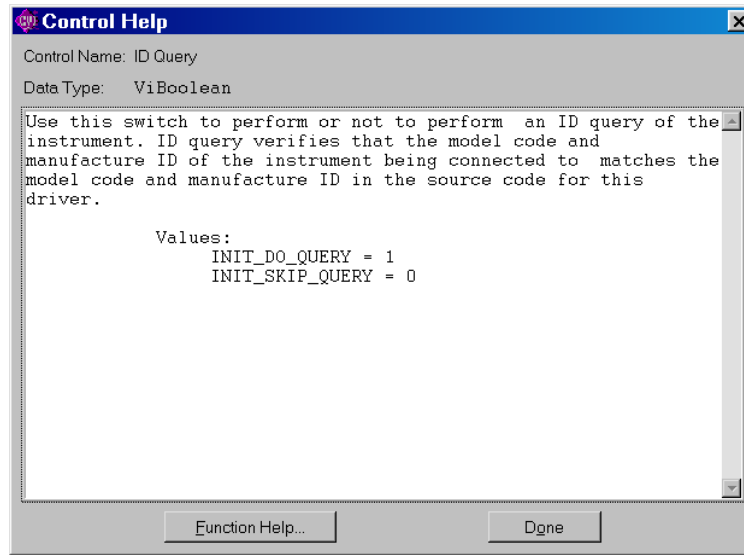 Control Help
Control Name: ID Query
Data Type: ViBoolean
Use this switch to perform or not to perform  an ID query of the
instrument. ID query verifies that the model code and
manufacture ID of the instrument being connected to  matches the
model code and manufacture ID in the source code for this
driver.
Values:
INIT_DO_QUERY = 1
INIT_SKIP_QUERY = 0
Function Help... Done